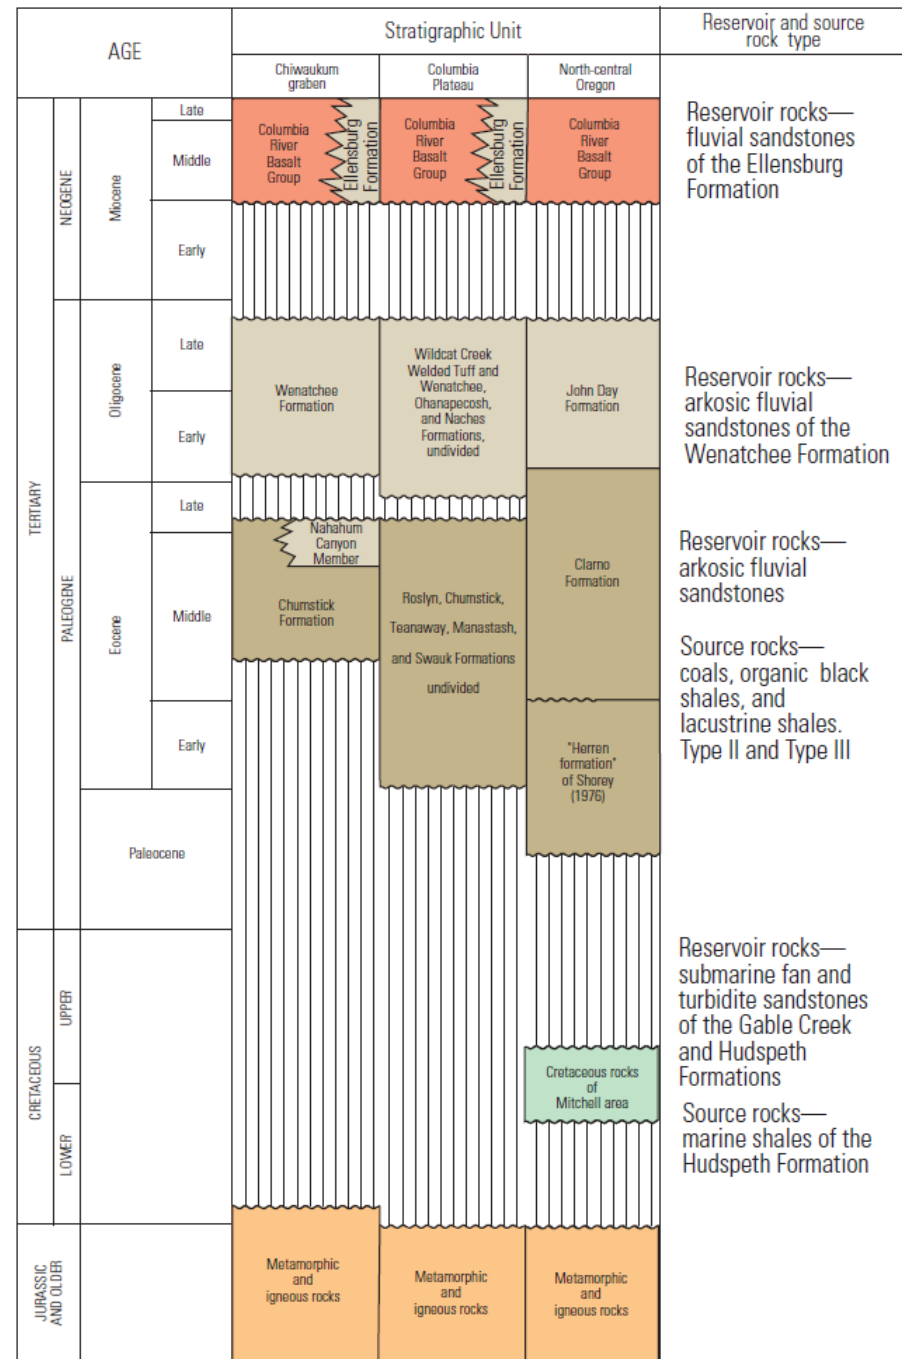 AGE
Stratigraphic Unit
Reservoir and source
rock type
Chiwaukum
graben
Columbia
Plateau
North-central
Oregon
TERTIARY
NEOGENE
Miocene
Late
Middle
Early
PALEOGENE
Oligocene
Late
Early
Eocene
Late
Middle
Early
Paleocene
CRETACEOUS
UPPER
LOWER
JURASSIC
AND OLDER
Columbia
River
Basalt
Group
Ellensburg
Formation
Nahahum
Canyon
Member
Wenatchee
Formation
Chumstick
Formation
Metamorphic
and
igneous rocks
Columbia
River
Basalt
Group
Ellensburg
Formation
Wildcat Creek
Welded Tuff and
Wenatchee,
Ohanapecosh,
and Naches
Formations,
undivided
Roslyn, Chumstick,
Teanaway, Manastash,
and Swauk Formations
undivided
Metamorphic
and
igneous rocks
Columbia
River
Basalt
Group
John Day
Formation
Clarno
Formation
"Herren
formation"
of Shorey
(1976)
Cretaceous rocks
of
Mitchell area
Metamorphic
and
igneous rocks
Reservoir rocks—
fluvial sandstones
of the Ellensburg
Formation
Reservoir rocks—
arkosic fluvial
sandstones of the
Wenatchee Formation
Reservoir rocks—
arkosic fluvial
sandstones
Source rocks—
coals, organic black
shales, and
lacustrine shales.
Type II and Type III
Reservoir rocks—
submarine fan and
turbidite sandstones
of the Gable Creek
and Hudspeth
Formations
Source rocks—
marine shales of the
Hudspeth Formation